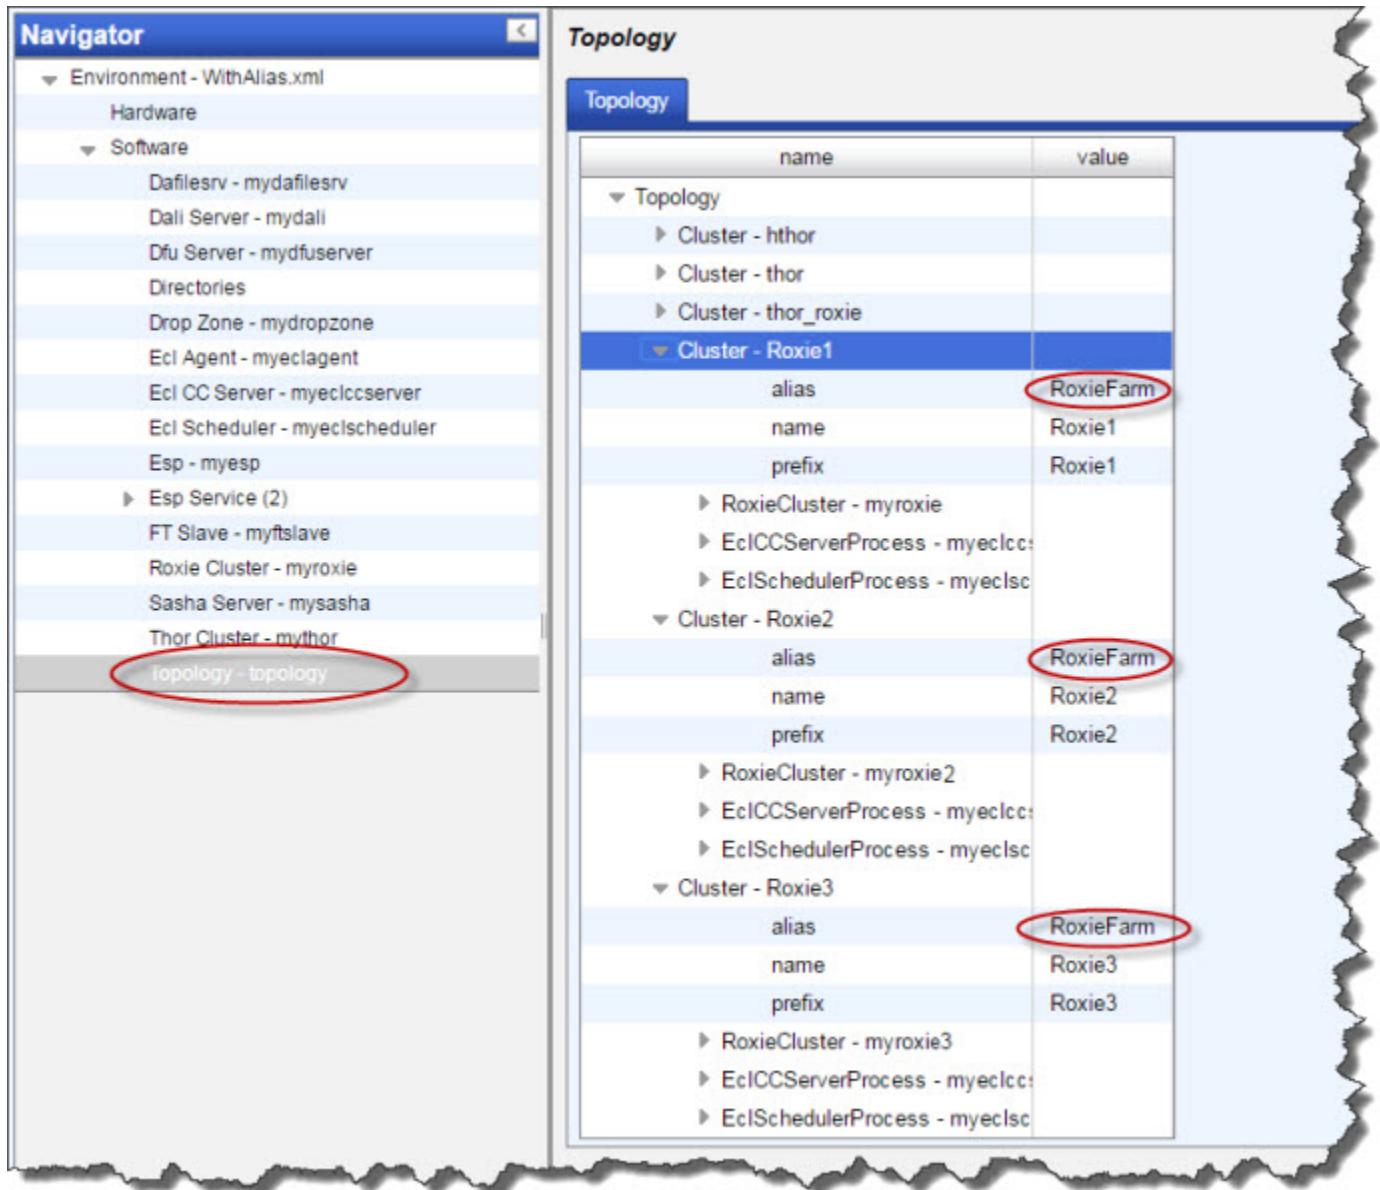 Navigator
Environment - WithAlias.xml
Hardware
Software
Dafilesrv - mydafilesrv
Dali Server - mydali
Dfu Server - mydfuserver
Directories
Drop Zone - mydropzone
Ecl Agent - myeclagent
Ecl CC Server - myeclccserver
Ecl Scheduler - myeclscheduler
Esp - myesp
Esp Service (2)
FT Slave - myftslave
Roxie Cluster - myroxie
Sasha Server - mysasha
Thor Cluster - mythor
Topology - topology
Topology
Topology
name value
Topology
Cluster - hthor
Cluster - thor
Cluster - thor_roxie
Cluster - Roxie1
alias RoxieFarm
name Roxie1
prefix Roxie1
RoxieCluster - myroxie
EclCCServerProcess - myeclccs
EclSchedulerProcess - myeclsc
Cluster - Roxie2
alias RoxieFarm
name Roxie2
prefix Roxie2
RoxieCluster - myroxie2
EclCCServerProcess - myeclccs
EclSchedulerProcess - myeclsc
Cluster - Roxie3
alias RoxieFarm
name Roxie3
prefix Roxie3
RoxieCluster - myroxie3
EclCCServerProcess - myeclccs
EclSchedulerProcess - myeclsc